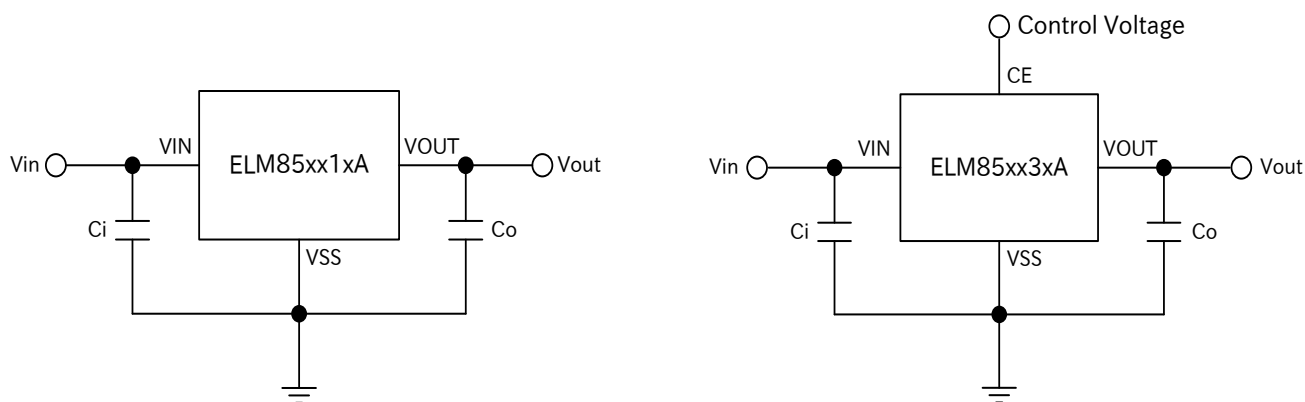 Vin
VIN
ELM85xx1xA
VOUT
Vout
Ci
Co
VSS
Control Voltage
CE
Vin
VIN
ELM85xx3xA
VOUT
Vout
Ci
Co
VSS